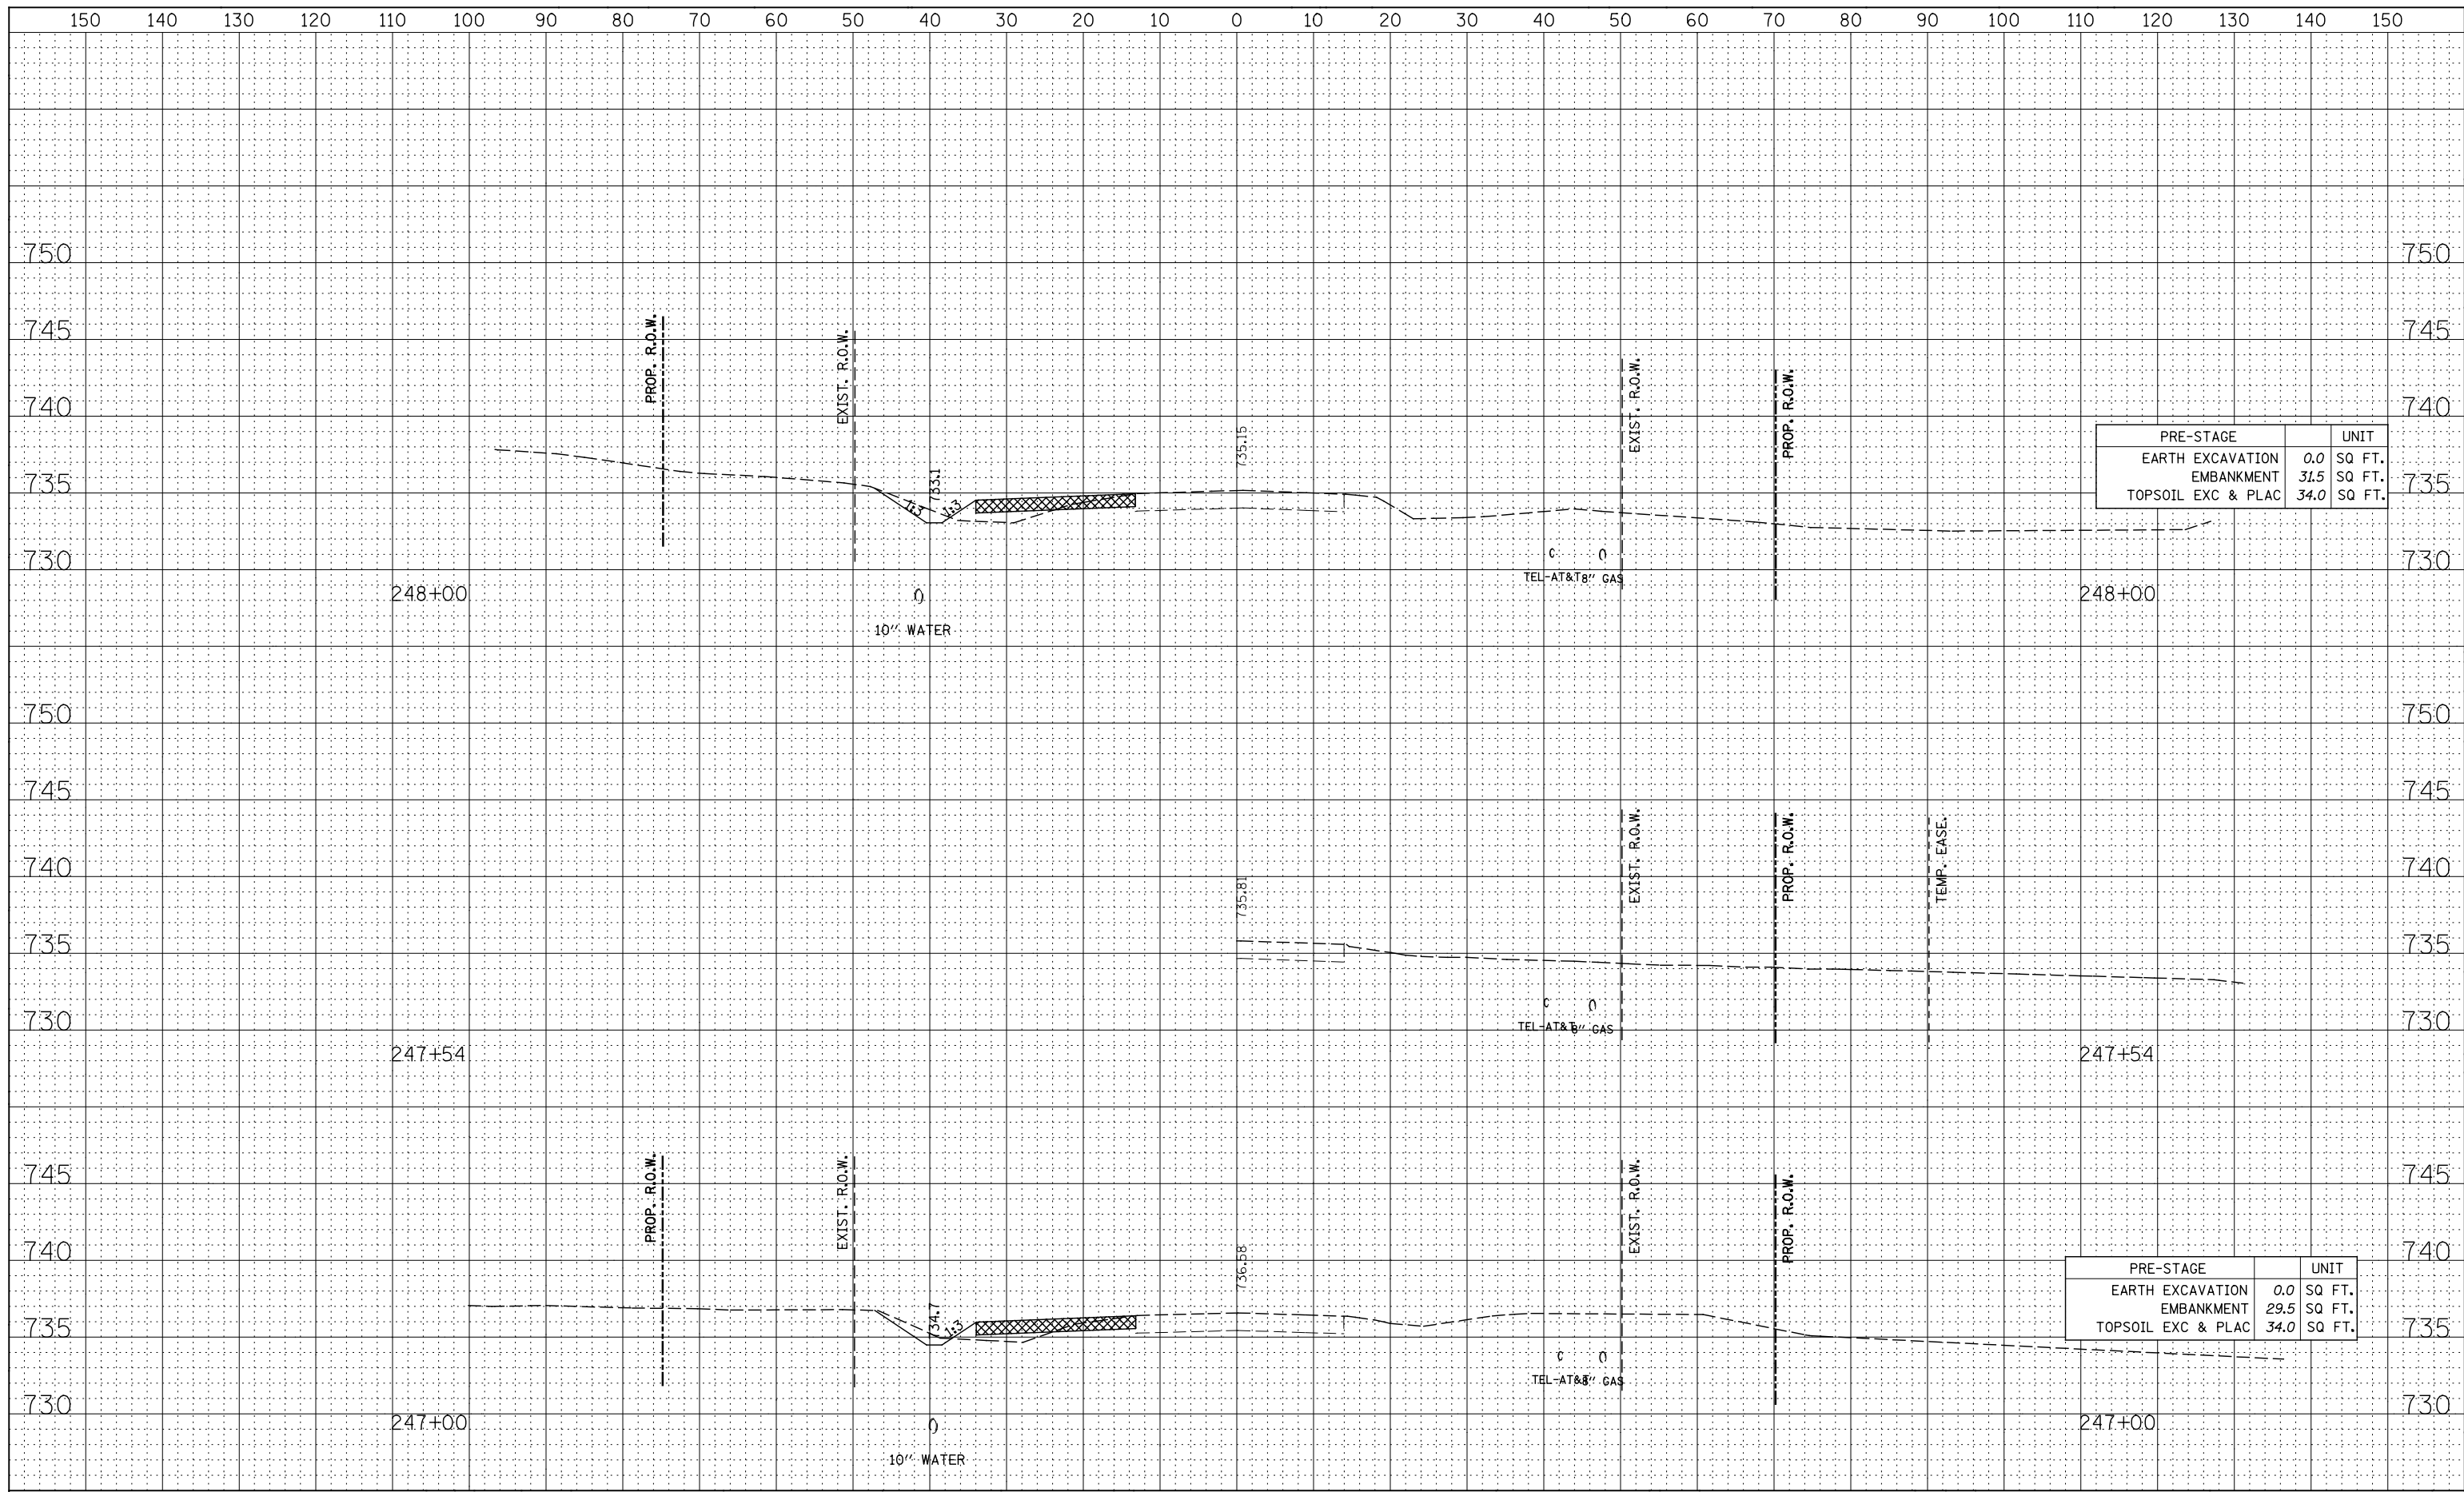 150 140 130 120 110 100 90 80 70 60 50 40 30 20 10 0 10 20 30 40 50 60 70 80 90 100 110 120 130 140 150
750 750
745 745
PROP. R.O.W.
EXIST. R.O.W.
EXIST. R.O.W.
PROP. R.O.W.
740 740
PRE-STAGE UNIT
EARTH EXCAVATION 0.0 SQ FT.
EMBANKMENT 31.5 SQ FT.
TOPSOIL EXC & PLAC 34.0 SQ FT.
735.15
733.1
1:3
1:3
735 735
730 730
TEL-AT&T 8" GAS
248+00 248+00
10" WATER
750 750
745 745
EXIST. R.O.W.
PROP. R.O.W.
TEMP. EASE.
740 740
735.81
735 735
730 730
TEL-AT&T 8" GAS
247+54 247+54
745 745
PROP. R.O.W.
EXIST. R.O.W.
EXIST. R.O.W.
PROP. R.O.W.
740 740
736.58
PRE-STAGE UNIT
EARTH EXCAVATION 0.0 SQ FT.
EMBANKMENT 29.5 SQ FT.
TOPSOIL EXC & PLAC 34.0 SQ FT.
1:3
735 735
730 730
TEL-AT&T 8" GAS
247+00 247+00
10" WATER